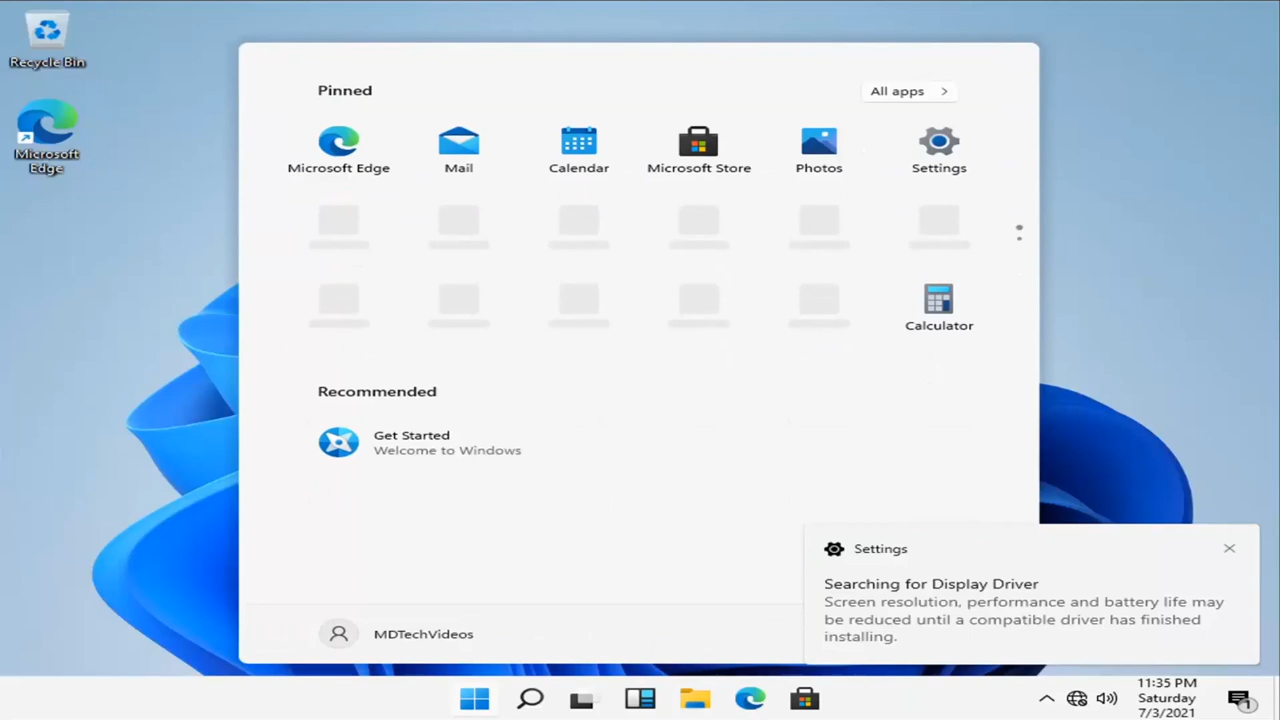 Recycle Bin
Microsoft
Edge
Pinned
All apps
Microsoft Edge
Mail
Calendar
Microsoft Store
Photos
Settings
Calculator
Recommended
Get Started
Welcome to Windows
MDTechVideos
Settings
Searching for Display Driver
Screen resolution, performance and battery life may
be reduced until a compatible driver has finished
installing.
11:35 PM
Saturday
7/3/2021
1